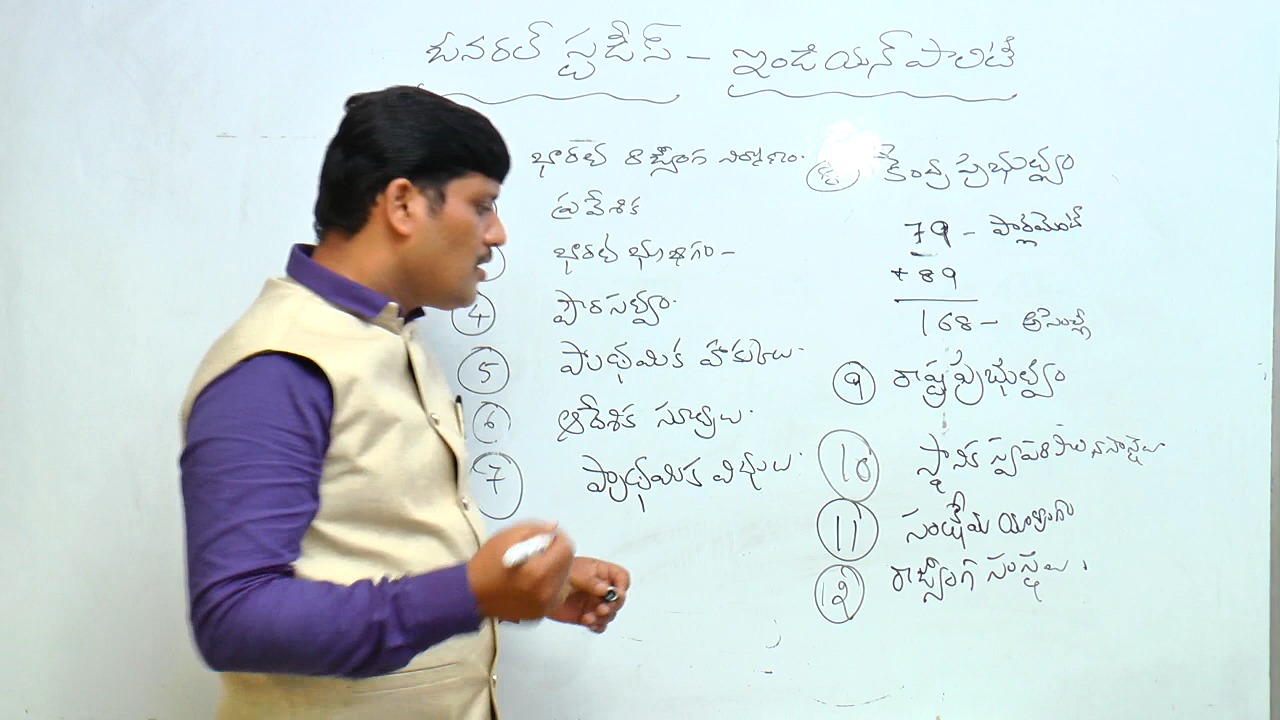 జనరల్ స్టడీస్ – ఇండియన్ పాలిటీ
భారత రాజ్యాంగ నిర్మాణం.
ప్రవేశిక
భారత భూభాగం –
4 పౌరసత్వం.
5 ప్రాథమిక హక్కులు.
6 ఆదేశిక సూత్రాలు.
7 ప్రాథమిక విధులు.
కేంద్ర ప్రభుత్వం
79 – పార్లమెంట్
+ 89
168 – అసెంబ్లీ
9 రాష్ట్ర ప్రభుత్వం
10 స్థానిక స్వపరిపాలనా సంస్థలు
11 సంక్షేమ యంత్రాంగం
12 రాజ్యాంగ సంస్థలు.